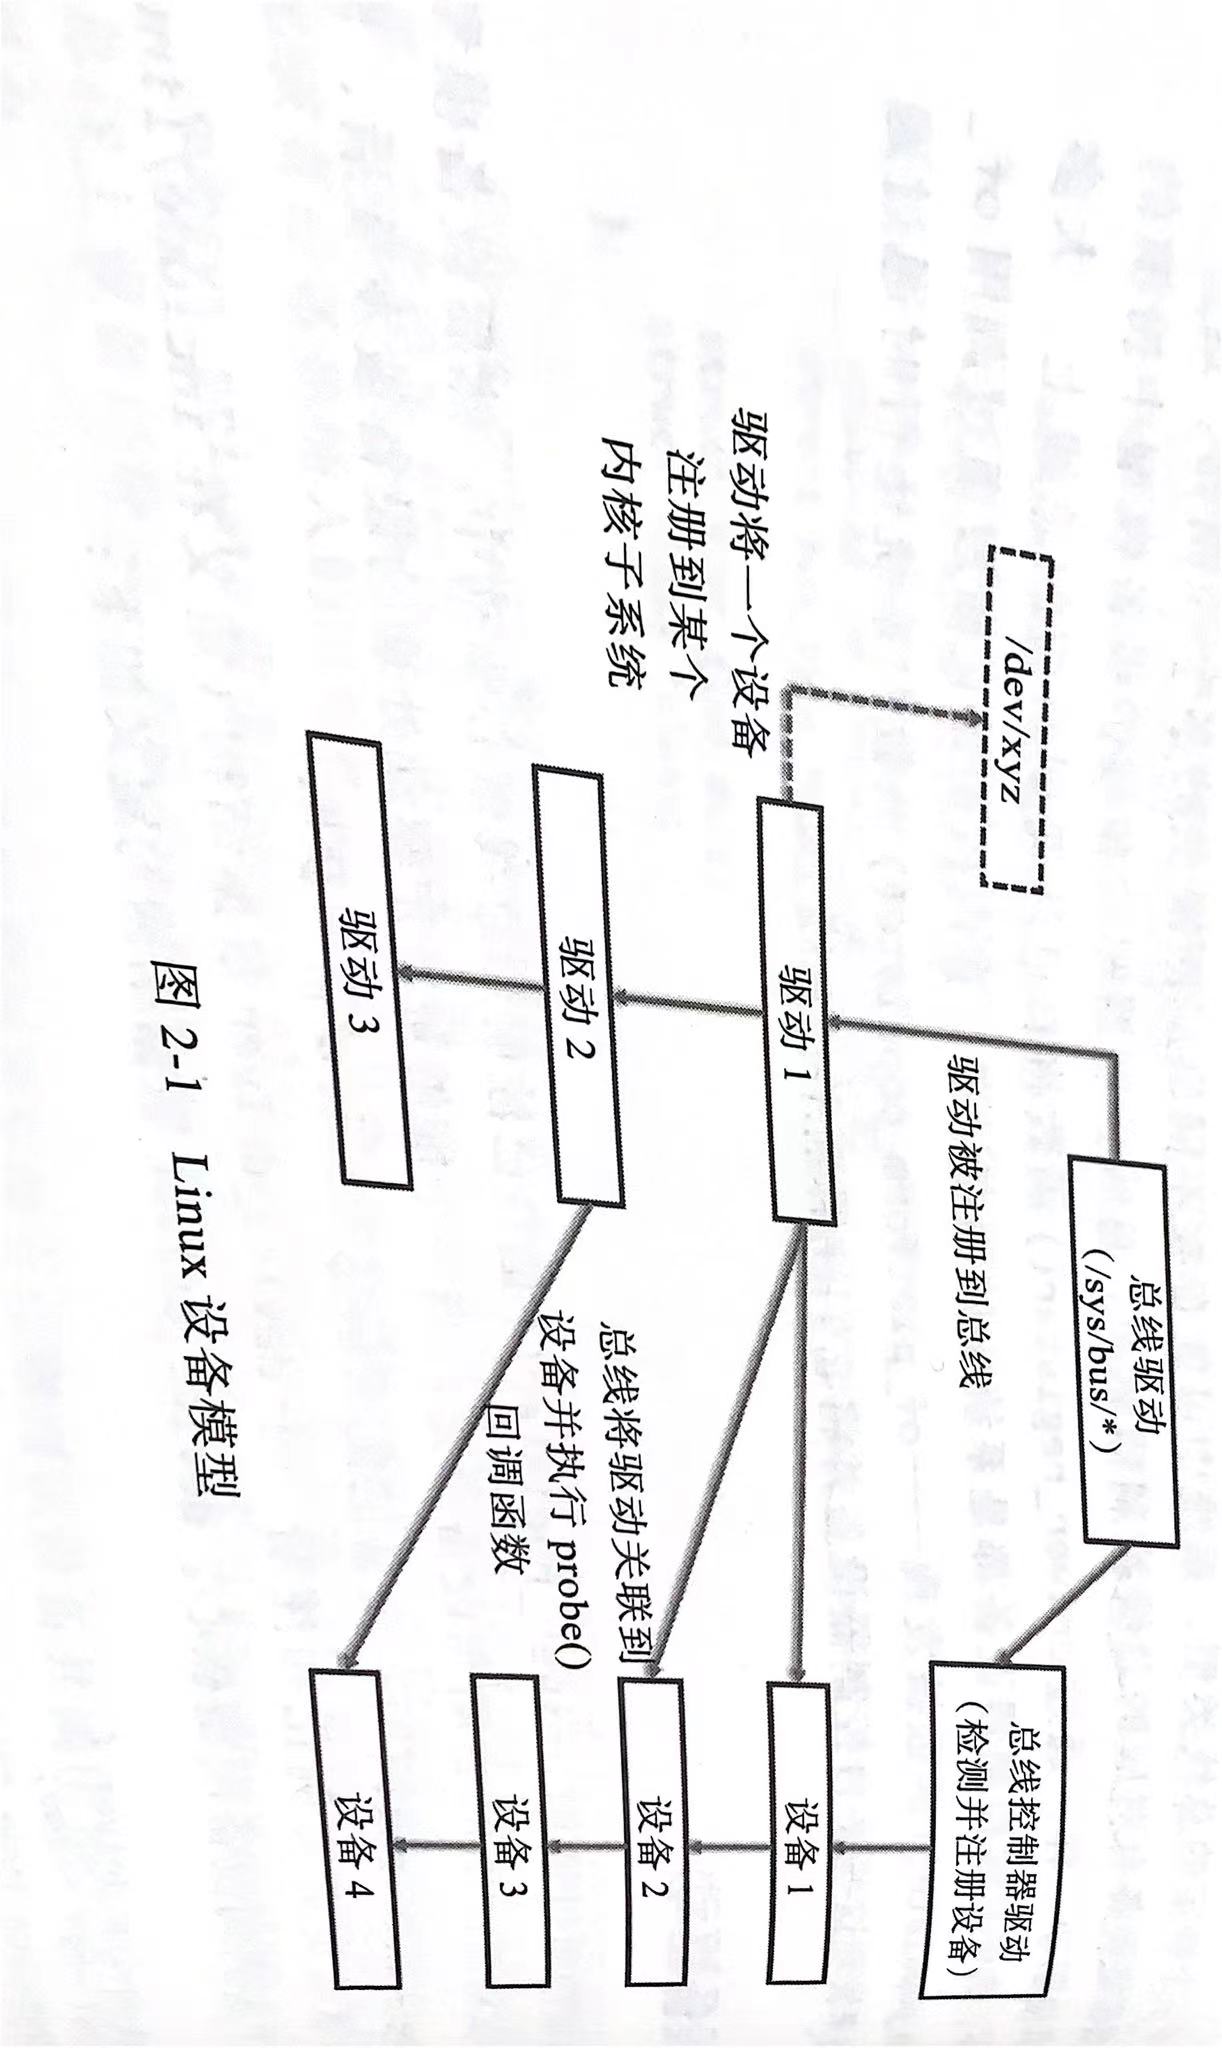 总线驱动
(/sys/bus/*)
/dev/xyz
驱动被注册到总线
总线控制器驱动
(检测并注册设备)
驱动将一个设备
注册到某个
内核子系统
驱动 1
设备 1
总线将驱动关联到
设备并执行 probe()
回调函数
驱动 2
设备 2
设备 3
驱动 3
设备 4
图 2-1 Linux 设备模型